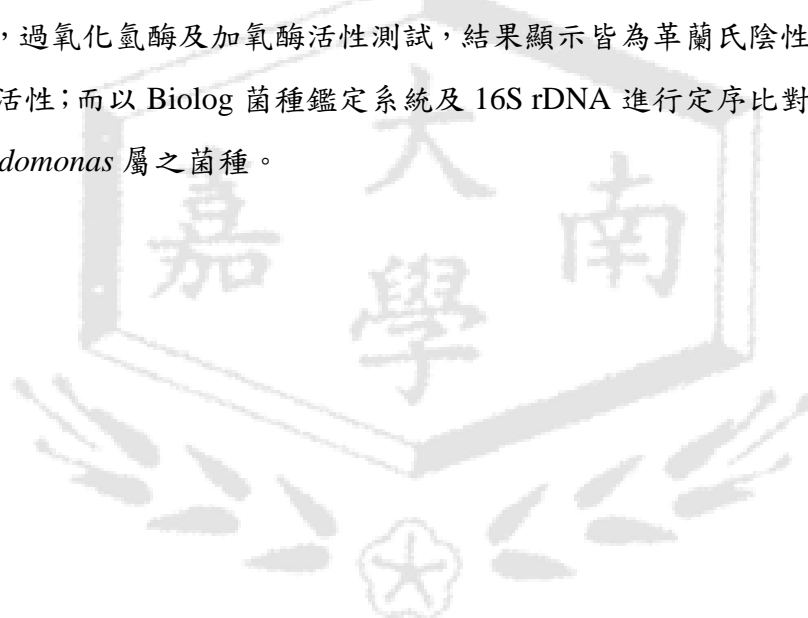 ，過氧化氫酶及加氧酶活性測試，結果顯示皆為革蘭氏陰性
活性；而以 Biolog 菌種鑑定系統及 16S rDNA 進行定序比對
domonas 屬之菌種。
大
嘉 南
學